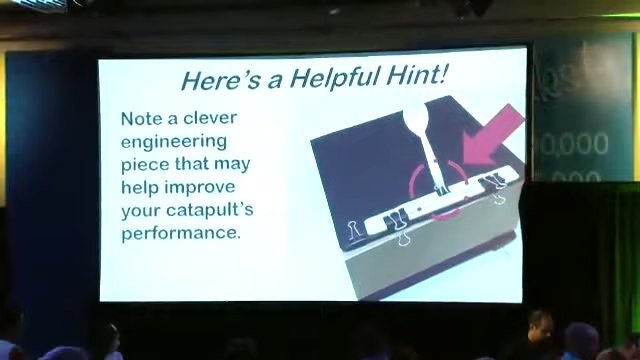 Here's a Helpful Hint!
Note a clever
engineering
piece that may
help improve
your catapult's
performance.